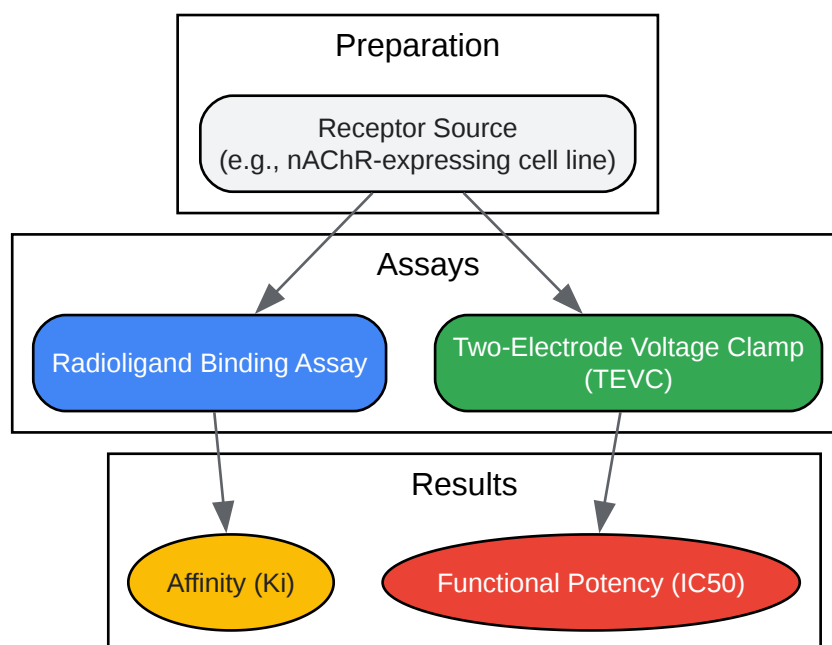 Preparation
Receptor Source
(e.g., nAChR-expressing cell line)
Assays
Radioligand Binding Assay
Two-Electrode Voltage Clamp
(TEVC)
Results
Affinity (Ki)
Functional Potency (IC50)